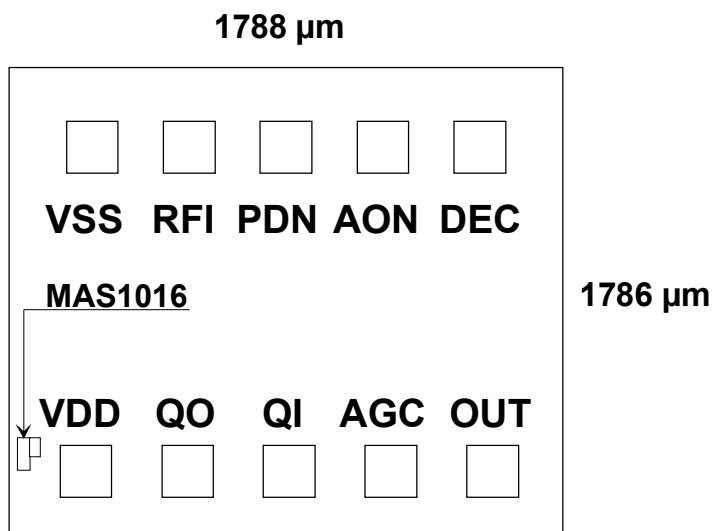 1788 µm
VSS RFI PDN AON DEC
MAS1016
1786 µm
VDD QO QI AGC OUT